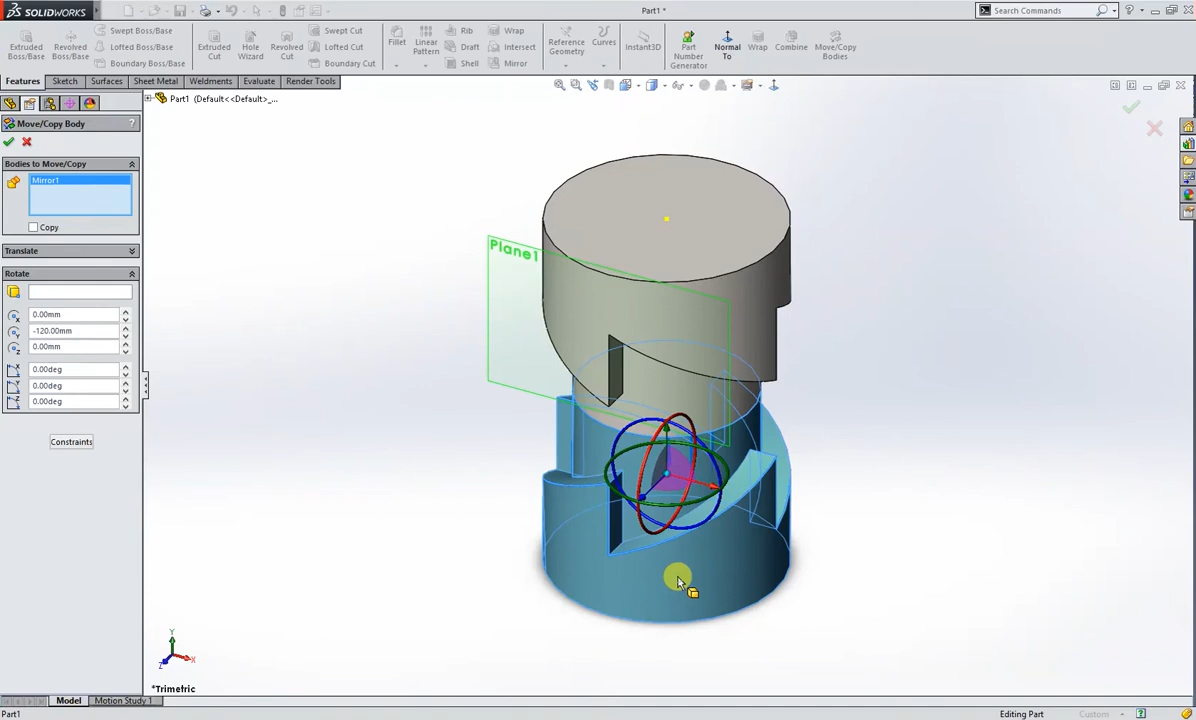 SOLIDWORKS
Part1 *
Search Commands
Extruded Boss/Base
Revolved Boss/Base
Swept Boss/Base
Lofted Boss/Base
Boundary Boss/Base
Extruded Cut
Hole Wizard
Revolved Cut
Swept Cut
Lofted Cut
Boundary Cut
Fillet
Linear Pattern
Rib
Draft
Shell
Wrap
Intersect
Mirror
Reference Geometry
Curves
Instant3D
Part Number Generator
Normal To
Wrap
Combine
Move/Copy Bodies
Features
Sketch
Surfaces
Sheet Metal
Weldments
Evaluate
Render Tools
Part1 (Default<<Default>_...
Move/Copy Body
?
Bodies to Move/Copy
Mirror1
Copy
Translate
Rotate
0.00mm
-120.00mm
0.00mm
0.00deg
0.00deg
0.00deg
Constraints
Plane1
Y
X
Z
*Trimetric
Model
Motion Study 1
Part1
Editing Part
Custom